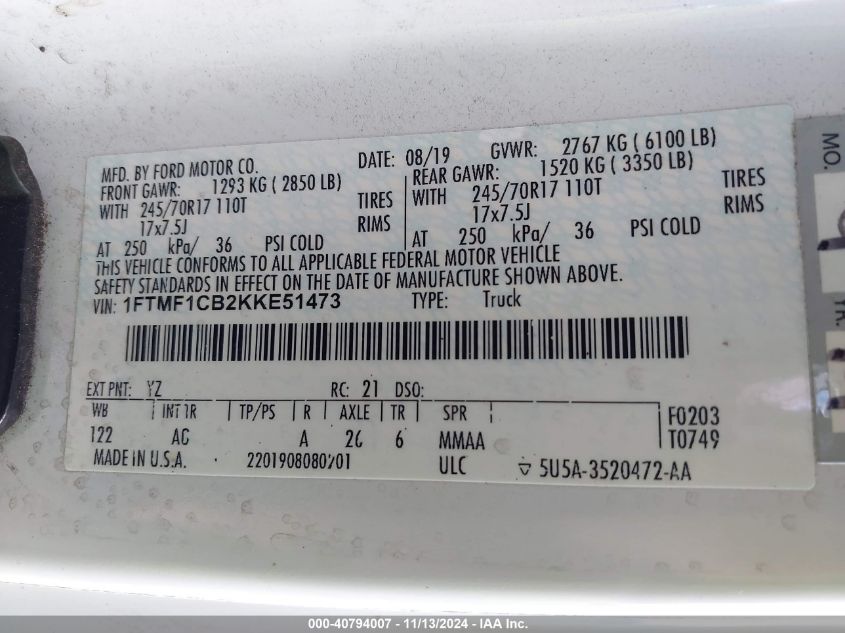 MFD. BY FORD MOTOR CO. DATE: 08/19 GVWR: 2767 KG ( 6100 LB)
FRONT GAWR: 1293 KG ( 2850 LB) REAR GAWR: 1520 KG ( 3350 LB)
WITH 245/70R17 110T TIRES WITH 245/70R17 110T TIRES
17x7.5J RIMS 17x7.5J RIMS
AT 250 kPa/ 36 PSI COLD AT 250 kPa/ 36 PSI COLD
THIS VEHICLE CONFORMS TO ALL APPLICABLE FEDERAL MOTOR VEHICLE
SAFETY STANDARDS IN EFFECT ON THE DATE OF MANUFACTURE SHOWN ABOVE.
VIN: 1FTMF1CB2KKE51473 TYPE: Truck
EXT PNT: YZ RC: 21 DSO:
WB INT TR TP/PS R AXLE TR SPR F0203
122 AG A 26 6 MMAA T0749
MADE IN U.S.A. 2201908080201 ULC 5U5A-3520472-AA
MO.
TR.
000-40794007 - 11/13/2024 - IAA Inc.